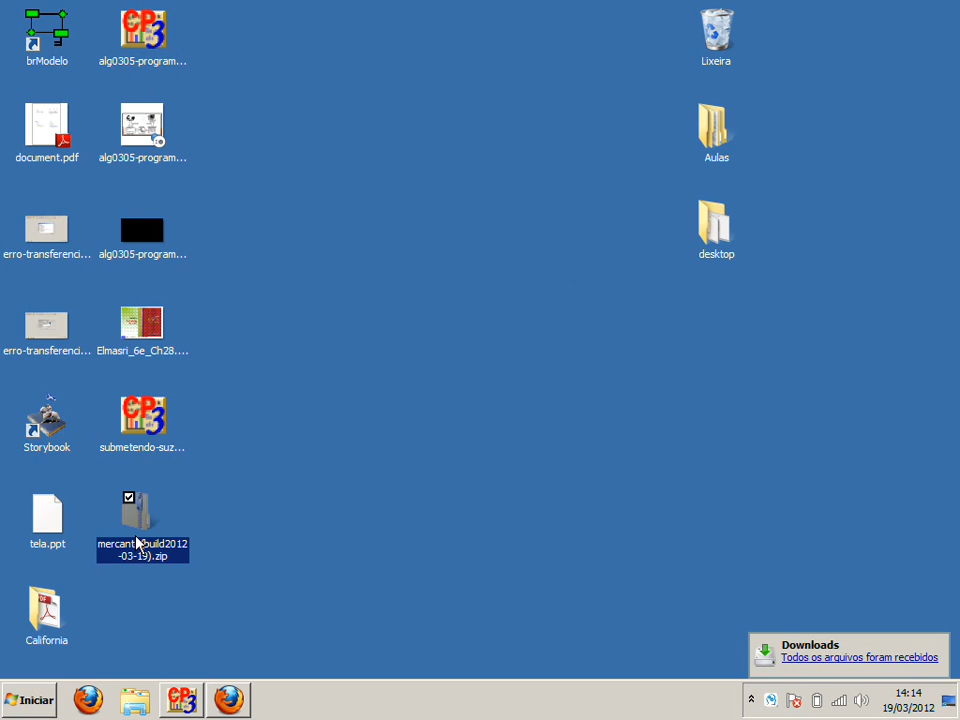 brModelo
alg0305-program...
Lixeira
document.pdf
alg0305-program...
Aulas
erro-transferenci...
alg0305-program...
desktop
erro-transferenci...
Elmasri_6e_Ch28....
Storybook
submetendo-suz...
tela.ppt
(build2012
-03-19).zip
California
Downloads
Todos os arquivos foram recebidos
Iniciar
14:14
19/03/2012